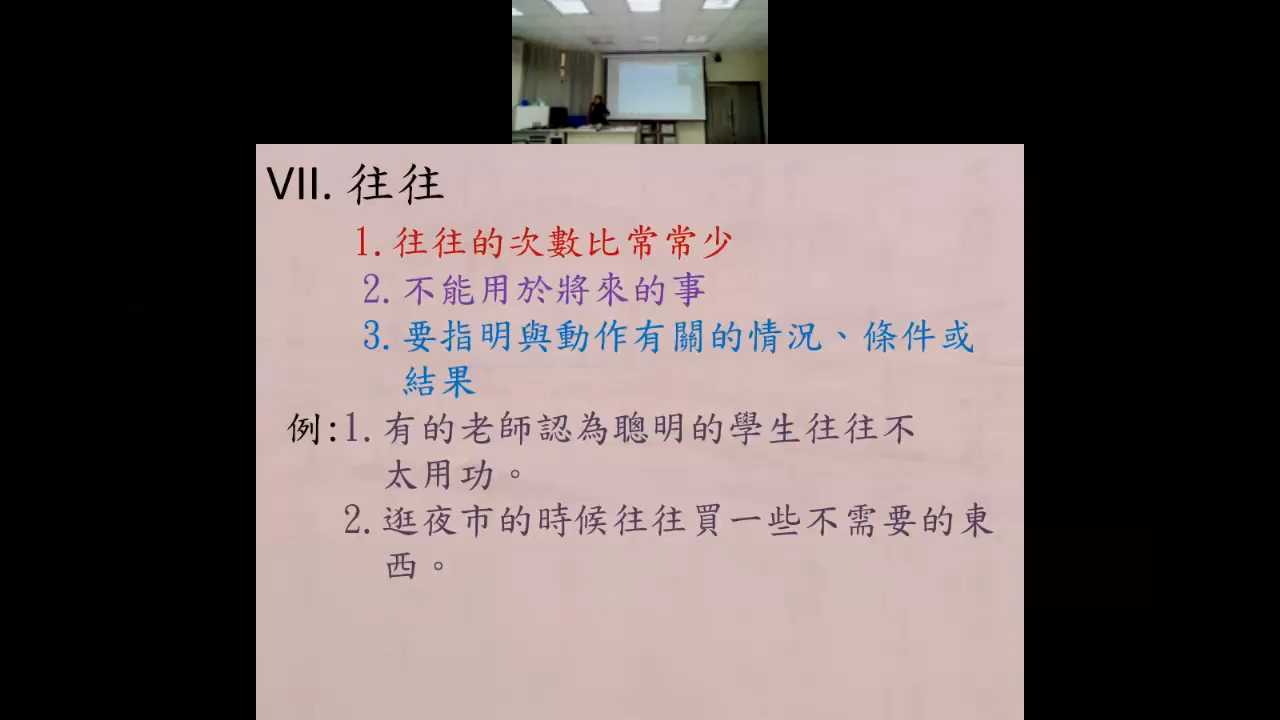 VII. 往往
1. 往往的次數比常常少
2. 不能用於將來的事
3. 要指明與動作有關的情況、條件或
結果
例:1. 有的老師認為聰明的學生往往不
太用功。
2. 逛夜市的時候往往買一些不需要的東
西。